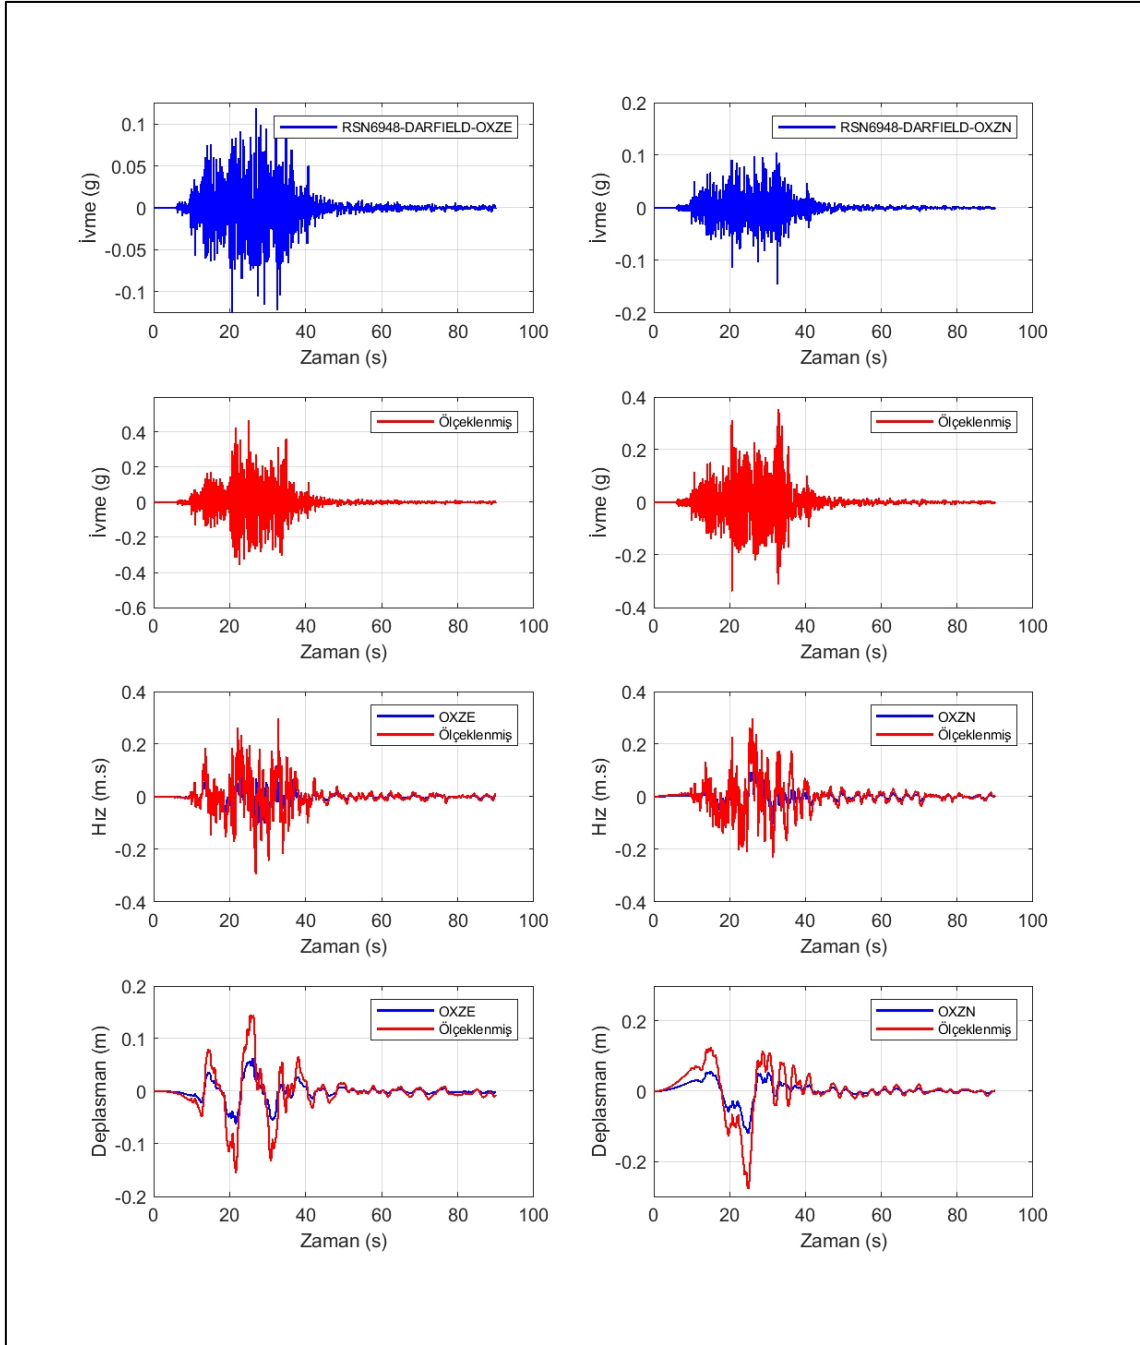 RSN6948-DARFIELD-OXZE
0.1
0.05
0
-0.05
-0.1
İvme (g)
0 20 40 60 80 100
Zaman (s)
RSN6948-DARFIELD-OXZN
0.2
0.1
0
-0.1
-0.2
İvme (g)
0 20 40 60 80 100
Zaman (s)
Ölçeklenmiş
0.4
0.2
0
-0.2
-0.4
-0.6
İvme (g)
0 20 40 60 80 100
Zaman (s)
Ölçeklenmiş
0.4
0.2
0
-0.2
-0.4
İvme (g)
0 20 40 60 80 100
Zaman (s)
OXZE
Ölçeklenmiş
0.4
0.2
0
-0.2
-0.4
Hız (m.s)
0 20 40 60 80 100
Zaman (s)
OXZN
Ölçeklenmiş
0.4
0.2
0
-0.2
-0.4
Hız (m.s)
0 20 40 60 80 100
Zaman (s)
OXZE
Ölçeklenmiş
0.2
0.1
0
-0.1
-0.2
Deplasman (m)
0 20 40 60 80 100
Zaman (s)
OXZN
Ölçeklenmiş
0.2
0
-0.2
Deplasman (m)
0 20 40 60 80 100
Zaman (s)